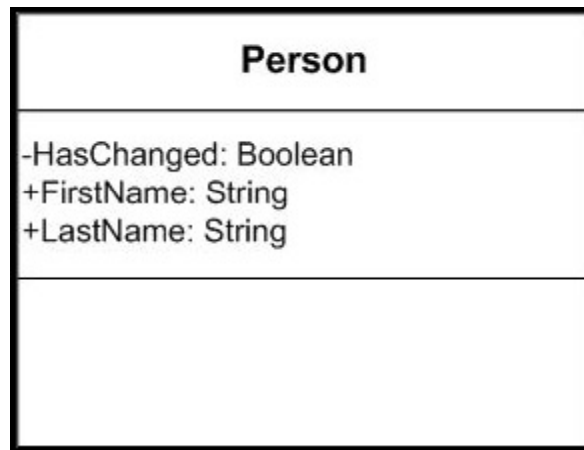 Person
-HasChanged: Boolean
+FirstName: String
+LastName: String